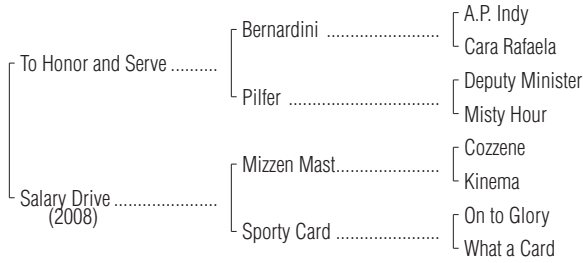 A.P. Indy
Bernardini ......................
Cara Rafaela
To Honor and Serve ..........
Deputy Minister
Pilfer ..............................
Misty Hour
Cozzene
Mizzen Mast....................
Kinema
Salary Drive ....................
(2008)
On to Glory
Sporty Card ....................
What a Card